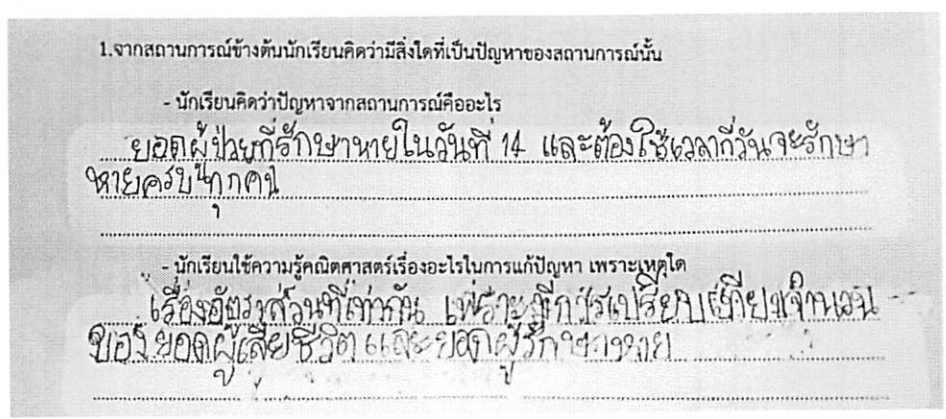 1.จากสถานการณ์ข้างต้นนักเรียนคิดว่ามีสิ่งใดที่เป็นปัญหาของสถานการณ์นั้น
- นักเรียนคิดว่าปัญหาจากสถานการณ์คืออะไร
ยอดผู้ป่วยที่รักษาหายในวันที่ 14 และต้องใช้เวลากี่วันจะรักษา
หายครบทุกคน
- นักเรียนใช้ความรู้คณิตศาสตร์เรื่องอะไรในการแก้ปัญหา เพราะเหตุใด
เรื่องอัตราส่วนที่เท่ากัน เพราะมีการเปรียบเทียบจำนวน
ของยอดผู้เสียชีวิตและยอดผู้รักษาหาย